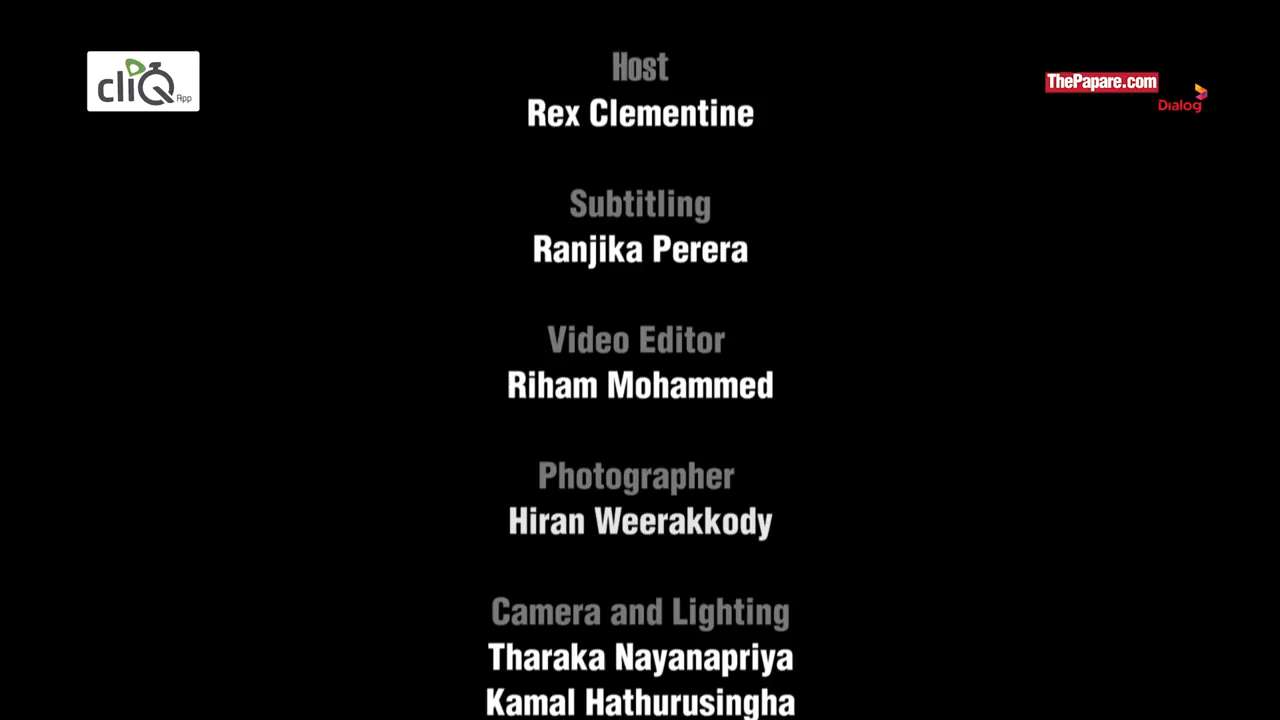 cliQ App
Host
ThePapare.com
Dialog
Rex Clementine
Subtitling
Ranjika Perera
Video Editor
Riham Mohammed
Photographer
Hiran Weerakkody
Camera and Lighting
Tharaka Nayanapriya
Kamal Hathurusingha